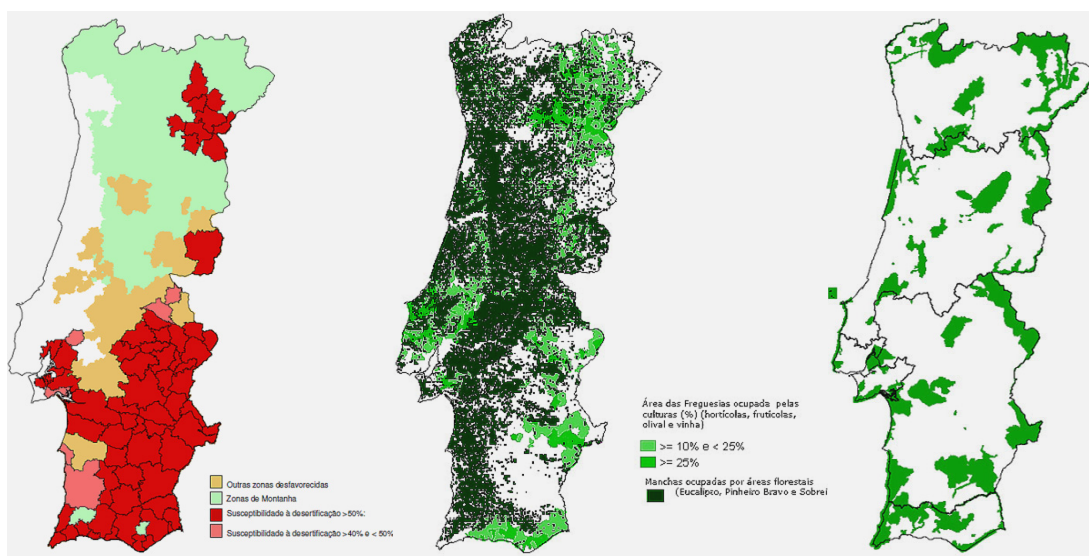 Outras zonas desfavorecidas
Zonas de Montanha
Susceptibilidade à desertificação >50%:
Susceptibilidade à desertificação >40% e < 50%
Área das Freguesias ocupada pelas
culturas (%) (hortícolas, frutícolas,
olival e vinha)
>= 10% e < 25%
>= 25%
Manchas ocupadas por áreas florestais
(Eucalipto, Pinheiro Bravo e Sobrei